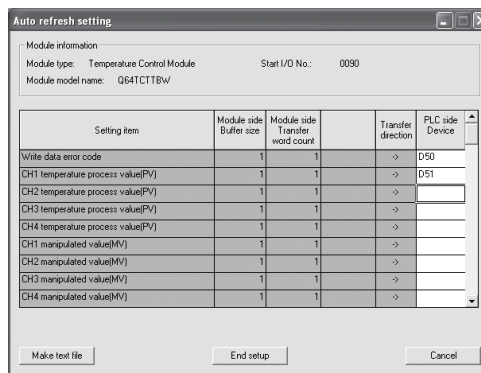 Auto refresh setting
Module information
Module type: Temperature Control Module Start I/O No.: 0090
Module model name: Q64TCTTBW
Setting item Module side Buffer size Module side Transfer word count Transfer direction PLC side Device
Write data error code 1 1 -> D50
CH1 temperature process value(PV) 1 1 -> D51
CH2 temperature process value(PV) 1 1 ->
CH3 temperature process value(PV) 1 1 ->
CH4 temperature process value(PV) 1 1 ->
CH1 manipulated value(MV) 1 1 ->
CH2 manipulated value(MV) 1 1 ->
CH3 manipulated value(MV) 1 1 ->
CH4 manipulated value(MV) 1 1 ->
Make text file End setup Cancel